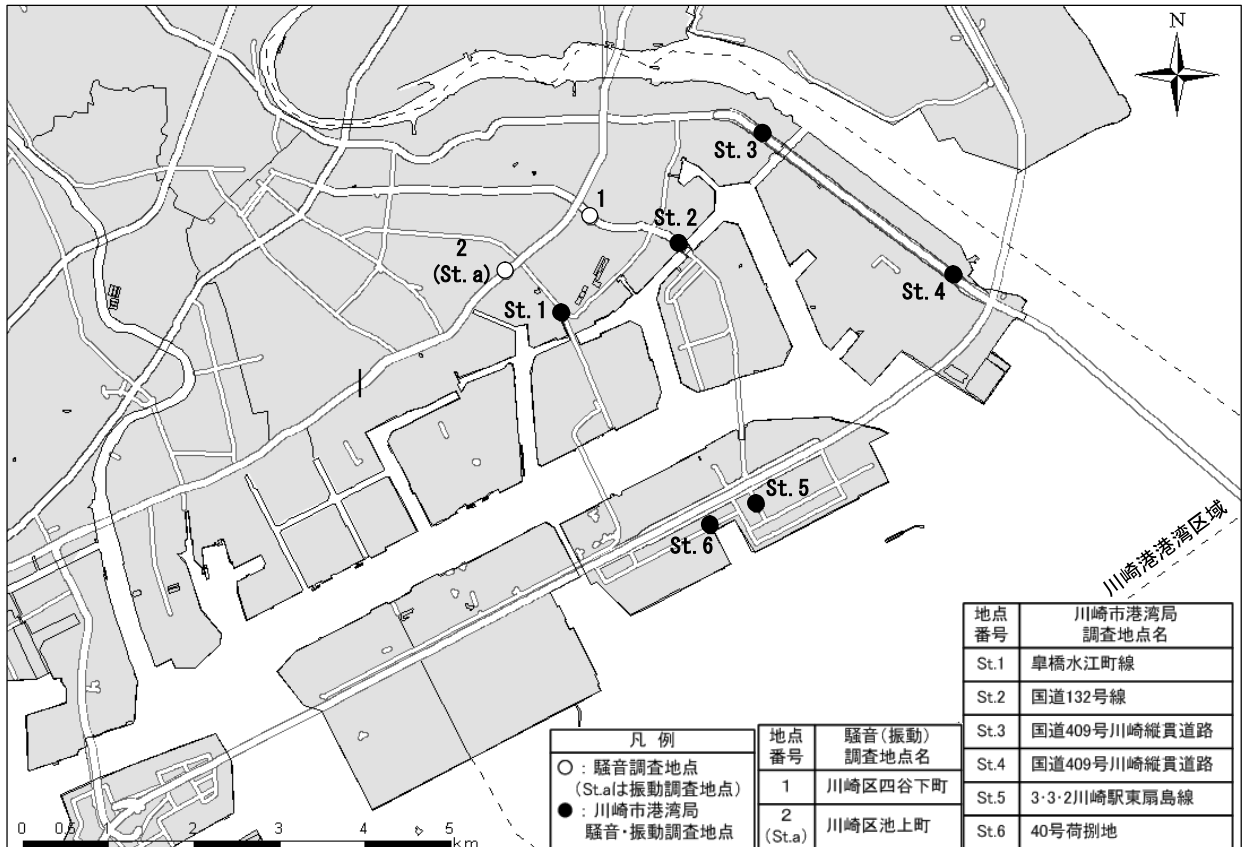 N
St. 3
1
St. 2
2
(St. a)
St. 4
St. 1
St. 5
St. 6
川崎港港湾区域
凡 例
○ : 騒音調査地点
(St.aは振動調査地点)
● : 川崎市港湾局
騒音・振動調査地点
地点番号 騒音(振動)調査地点名
1 川崎区四谷下町
2 (St.a) 川崎区池上町
地点番号 川崎市港湾局調査地点名
St.1 皐橋水江町線
St.2 国道132号線
St.3 国道409号川崎縦貫道路
St.4 国道409号川崎縦貫道路
St.5 3・3・2川崎駅東扇島線
St.6 40号荷捌地
0 0.5 1 2 3 4 5
km